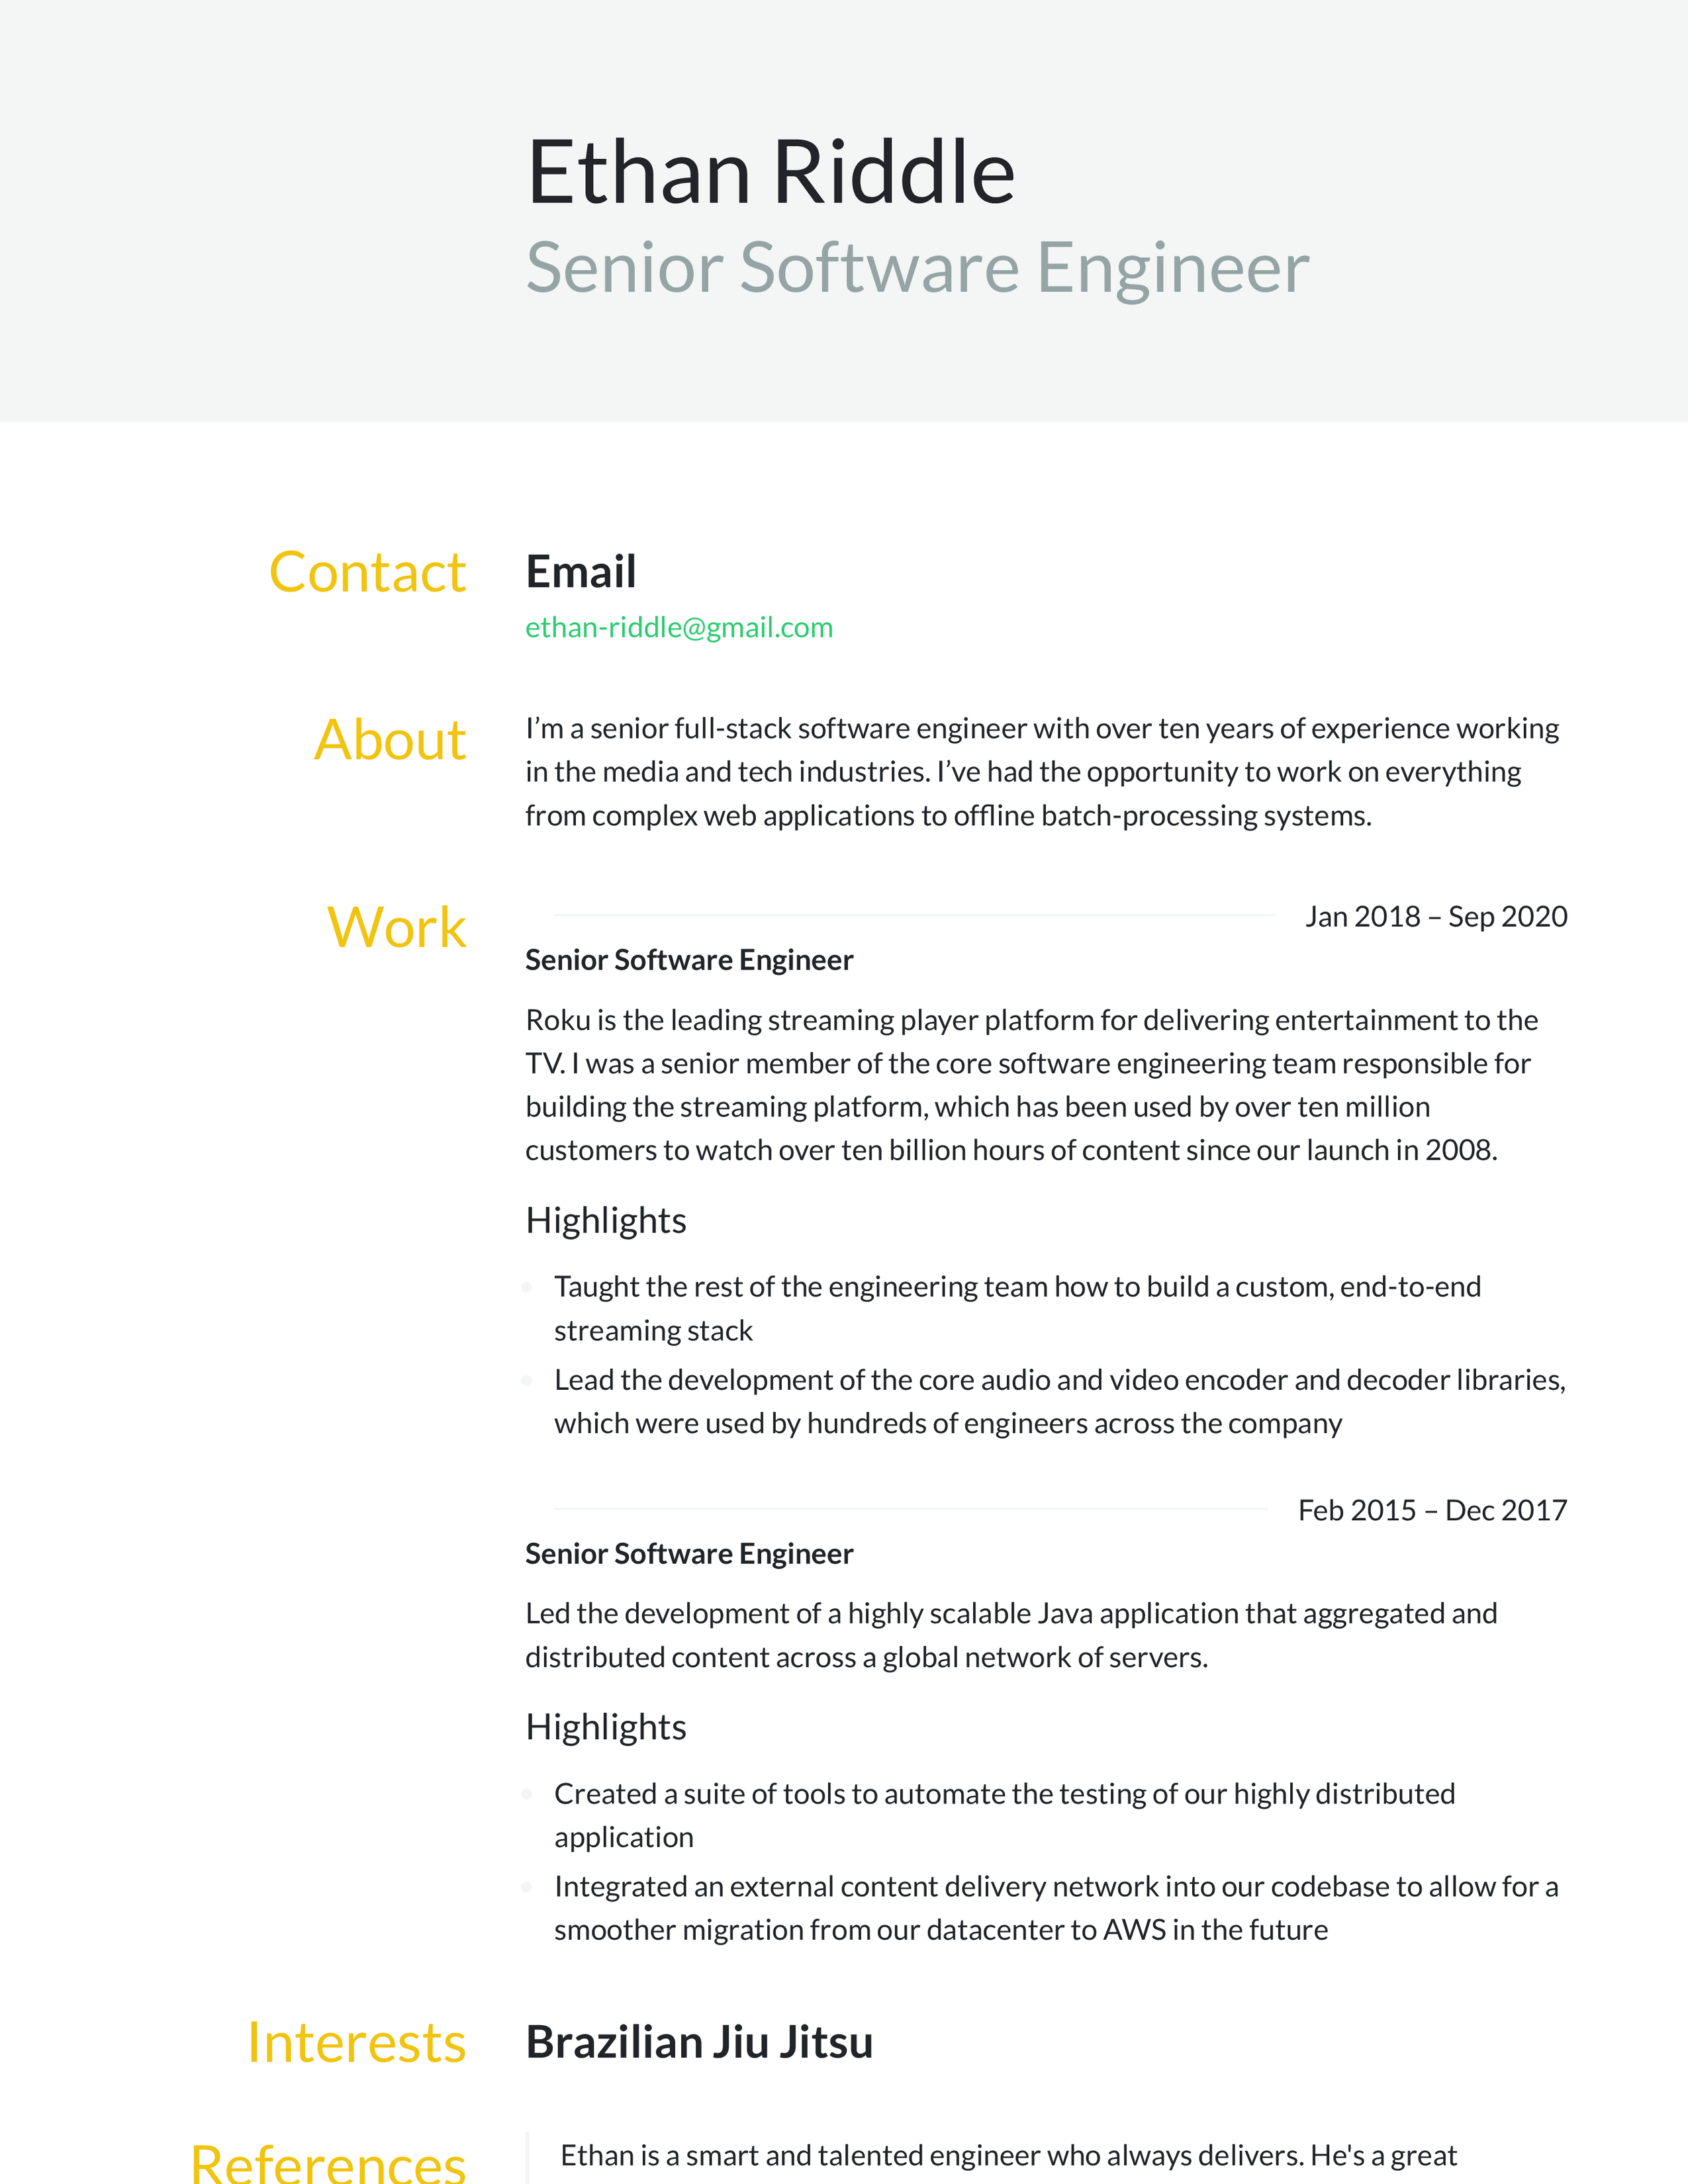 Ethan Riddle
Senior Software Engineer
Contact
Email
ethan-riddle@gmail.com
About
I’m a senior full-stack software engineer with over ten years of experience working
in the media and tech industries. I’ve had the opportunity to work on everything
from complex web applications to offline batch-processing systems.
Work
Jan 2018 – Sep 2020
Senior Software Engineer
Roku is the leading streaming player platform for delivering entertainment to the
TV. I was a senior member of the core software engineering team responsible for
building the streaming platform, which has been used by over ten million
customers to watch over ten billion hours of content since our launch in 2008.
Highlights
Taught the rest of the engineering team how to build a custom, end-to-end
streaming stack
Lead the development of the core audio and video encoder and decoder libraries,
which were used by hundreds of engineers across the company
Feb 2015 – Dec 2017
Senior Software Engineer
Led the development of a highly scalable Java application that aggregated and
distributed content across a global network of servers.
Highlights
Created a suite of tools to automate the testing of our highly distributed
application
Integrated an external content delivery network into our codebase to allow for a
smoother migration from our datacenter to AWS in the future
Interests
Brazilian Jiu Jitsu
References
Ethan is a smart and talented engineer who always delivers. He's a great